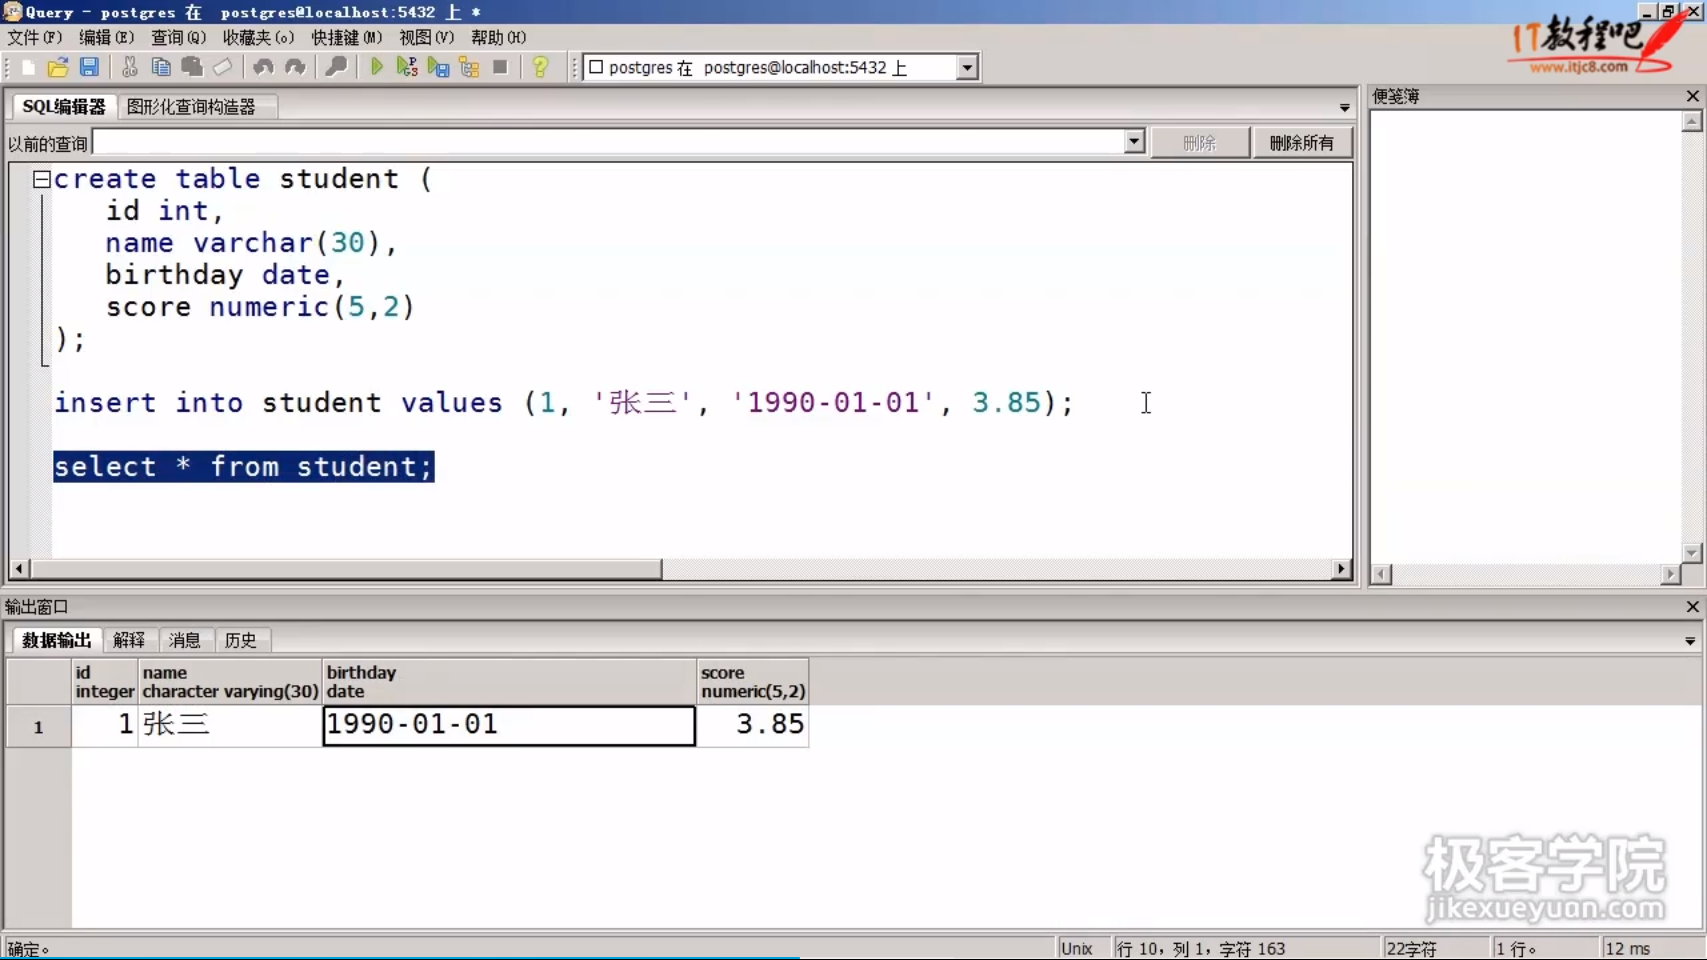 Query - postgres 在 postgres@localhost:5432 上 *
文件(F) 编辑(E) 查询(Q) 收藏夹(o) 快捷键(M) 视图(V) 帮助(H)
IT教程吧
www.itjc8.com
postgres 在 postgres@localhost:5432 上
SQL编辑器 图形化查询构造器
便笺簿
以前的查询 删除 删除所有
create table student (
id int,
name varchar(30),
birthday date,
score numeric(5,2)
);
insert into student values (1, '张三', '1990-01-01', 3.85);
select * from student;
输出窗口
数据输出 解释 消息 历史
id name birthday score
integer character varying(30) date numeric(5,2)
1 1 张三 1990-01-01 3.85
极客学院
jikexueyuan.com
确定。 Unix 行 10，列 1，字符 163 22字符 1 行。 12 ms